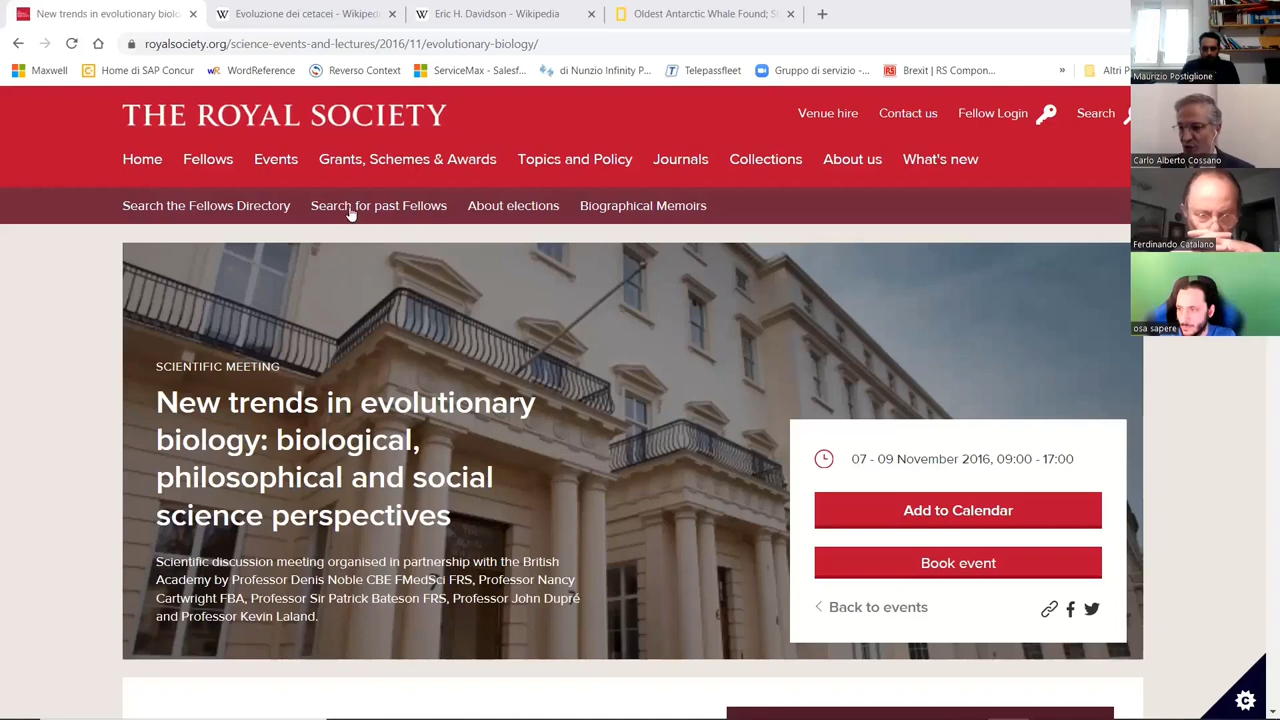 New trends in evolutionary biolo
Evoluzione dei cetacei - Wikiped
Eric H. Davidson - Wikipedia
Oldest Antarctic Whale Found; S
royalsociety.org/science-events-and-lectures/2016/11/evolutionary-biology/
Maxwell
Home di SAP Concur
WordReference
Reverso Context
ServiceMax - Salesf...
di Nunzio Infinity P...
Telepassfleet
Gruppo di servizio -...
Brexit | RS Compon...
»
Altri P
THE ROYAL SOCIETY
Venue hire
Contact us
Fellow Login
Search
Home
Fellows
Events
Grants, Schemes & Awards
Topics and Policy
Journals
Collections
About us
What's new
Search the Fellows Directory
Search for past Fellows
About elections
Biographical Memoirs
SCIENTIFIC MEETING
New trends in evolutionary
biology: biological,
philosophical and social
science perspectives
Scientific discussion meeting organised in partnership with the British
Academy by Professor Denis Noble CBE FMedSci FRS, Professor Nancy
Cartwright FBA, Professor Sir Patrick Bateson FRS, Professor John Dupré
and Professor Kevin Laland.
07 - 09 November 2016, 09:00 - 17:00
Add to Calendar
Book event
Back to events
Maurizio Postiglione
Carlo Alberto Cossano
Ferdinando Catalano
osa sapere